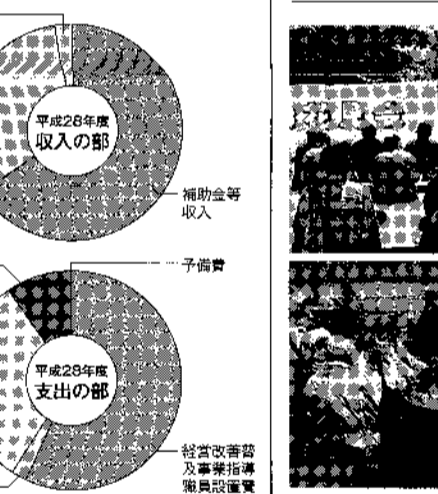 平成28年度
収入の部
補助金等
収入
予備費
平成28年度
支出の部
経営改善普
及事業指導
職員設置費